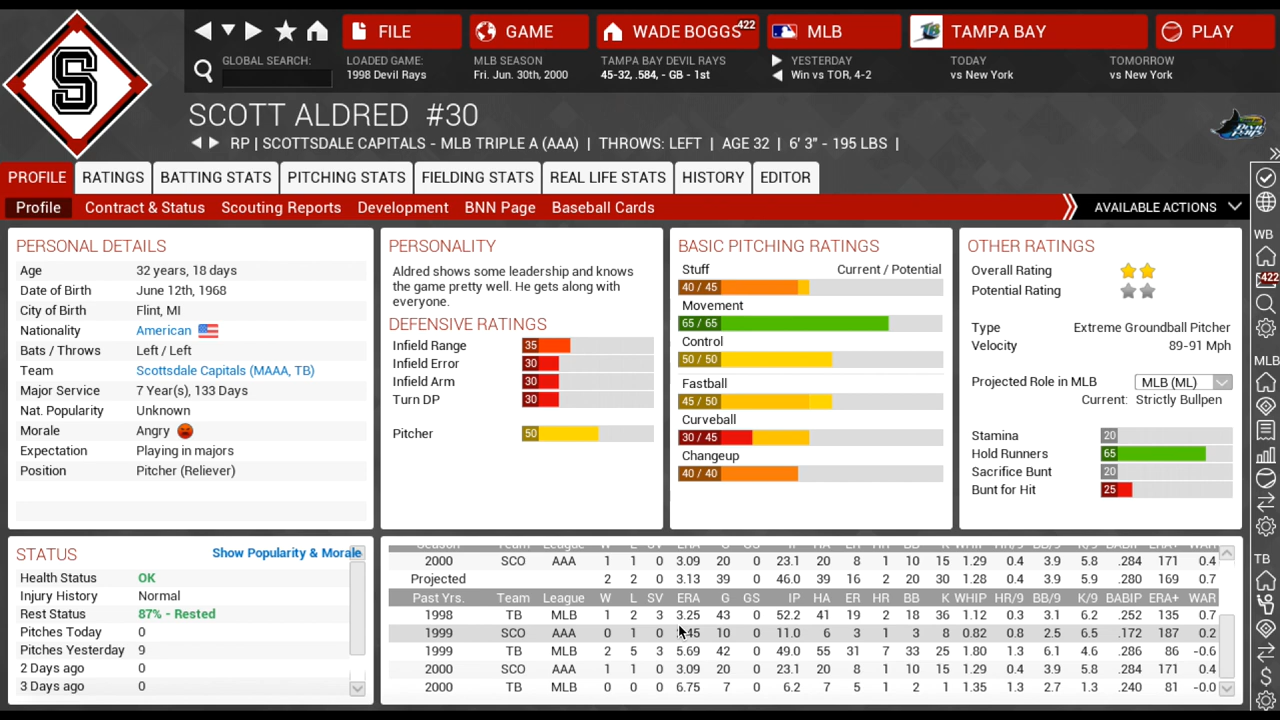 FILE
GAME
WADE BOGGS 422
MLB
TAMPA BAY
PLAY
GLOBAL SEARCH:
LOADED GAME:
1998 Devil Rays
MLB SEASON
Fri. Jun. 30th, 2000
TAMPA BAY DEVIL RAYS
45-32, .584, - GB - 1st
YESTERDAY
Win vs TOR, 4-2
TODAY
vs New York
TOMORROW
vs New York
S
SCOTT ALDRED #30
RP | SCOTTSDALE CAPITALS - MLB TRIPLE A (AAA) | THROWS: LEFT | AGE 32 | 6' 3" - 195 LBS |
PROFILE RATINGS BATTING STATS PITCHING STATS FIELDING STATS REAL LIFE STATS HISTORY EDITOR
Profile Contract & Status Scouting Reports Development BNN Page Baseball Cards AVAILABLE ACTIONS
PERSONAL DETAILS
Age 32 years, 18 days
Date of Birth June 12th, 1968
City of Birth Flint, MI
Nationality American
Bats / Throws Left / Left
Team Scottsdale Capitals (MAAA, TB)
Major Service 7 Year(s), 133 Days
Nat. Popularity Unknown
Morale Angry
Expectation Playing in majors
Position Pitcher (Reliever)
PERSONALITY
Aldred shows some leadership and knows
the game pretty well. He gets along with
everyone.
DEFENSIVE RATINGS
Infield Range 35
Infield Error 30
Infield Arm 30
Turn DP 30
Pitcher 50
BASIC PITCHING RATINGS
Stuff Current / Potential
40 / 45
Movement
65 / 65
Control
50 / 50
Fastball
45 / 50
Curveball
30 / 45
Changeup
40 / 40
OTHER RATINGS
Overall Rating
Potential Rating
Type Extreme Groundball Pitcher
Velocity 89-91 Mph
Projected Role in MLB MLB (ML)
Current: Strictly Bullpen
Stamina 20
Hold Runners 65
Sacrifice Bunt 20
Bunt for Hit 25
WB
422
MLB
TB
STATUS Show Popularity & Morale
Health Status OK
Injury History Normal
Rest Status 87% - Rested
Pitches Today 0
Pitches Yesterday 9
2 Days ago 0
3 Days ago 0
Season Team League W L SV ERA G GS IP HA ER HR BB K WHIP HR/9 BB/9 K/9 BABIP ERA+ WAR
2000 SCO AAA 1 1 0 3.09 20 0 23.1 20 8 1 10 15 1.29 0.4 3.9 5.8 .284 171 0.4
Projected 2 2 0 3.13 39 0 46.0 39 16 2 20 30 1.28 0.4 3.9 5.9 .280 169 0.7
Past Yrs. Team League W L SV ERA G GS IP HA ER HR BB K WHIP HR/9 BB/9 K/9 BABIP ERA+ WAR
1998 TB MLB 1 2 3 3.25 43 0 52.2 41 19 2 18 36 1.12 0.3 3.1 6.2 .252 135 0.7
1999 SCO AAA 0 1 0 .45 10 0 11.0 6 3 1 3 8 0.82 0.8 2.5 6.5 .172 187 0.2
1999 TB MLB 2 5 3 5.69 42 0 49.0 55 31 7 33 25 1.80 1.3 6.1 4.6 .286 86 -0.6
2000 SCO AAA 1 1 0 3.09 20 0 23.1 20 8 1 10 15 1.29 0.4 3.9 5.8 .284 171 0.4
2000 TB MLB 0 0 0 6.75 7 0 6.2 7 5 1 2 1 1.35 1.3 2.7 1.3 .240 81 -0.0